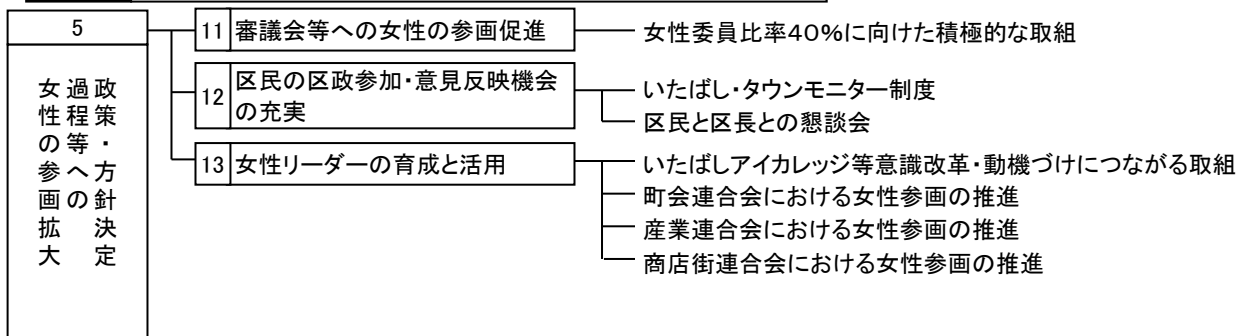 5
政策・方針決定
過程等への
女性の参画拡大
11 審議会等への女性の参画促進
女性委員比率40%に向けた積極的な取組
12 区民の区政参加・意見反映機会
の充実
いたばし・タウンモニター制度
区民と区長との懇談会
13 女性リーダーの育成と活用
いたばしアイカレッジ等意識改革・動機づけにつながる取組
町会連合会における女性参画の推進
産業連合会における女性参画の推進
商店街連合会における女性参画の推進